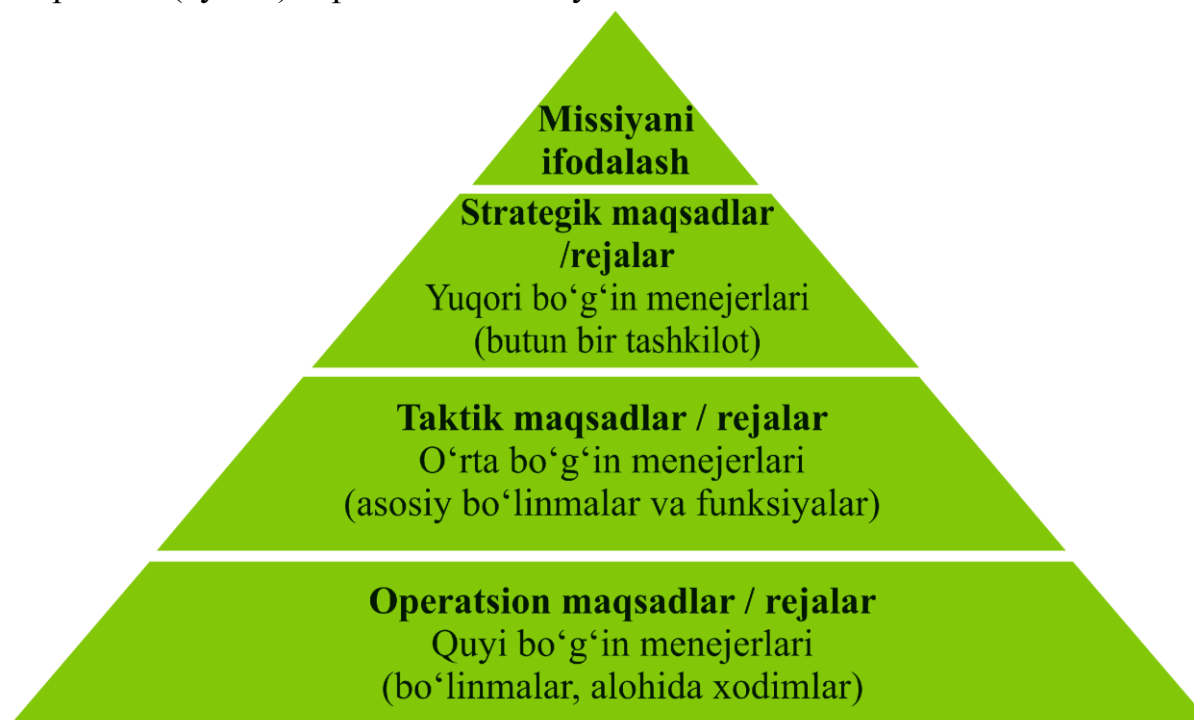 Missiyani
ifodalash
Strategik maqsadlar
/rejalar
Yuqori bo‘g‘in menejerlari
(butun bir tashkilot)
Taktik maqsadlar / rejalar
O‘rta bo‘g‘in menejerlari
(asosiy bo‘linmalar va funksiyalar)
Operatsion maqsadlar / rejalar
Quyi bo‘g‘in menejerlari
(bo‘linmalar, alohida xodimlar)